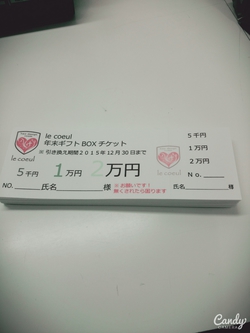 le coeul
年末ギフトBOXチケット
※引き換え期間2015年12月30日まで
le coeul
5千円 1万円 2万円
NO. 氏名 様
※お願いです!
無くされたら困ります
le coeul
5千円
1万円
2万円
No.
氏名 様
Candy